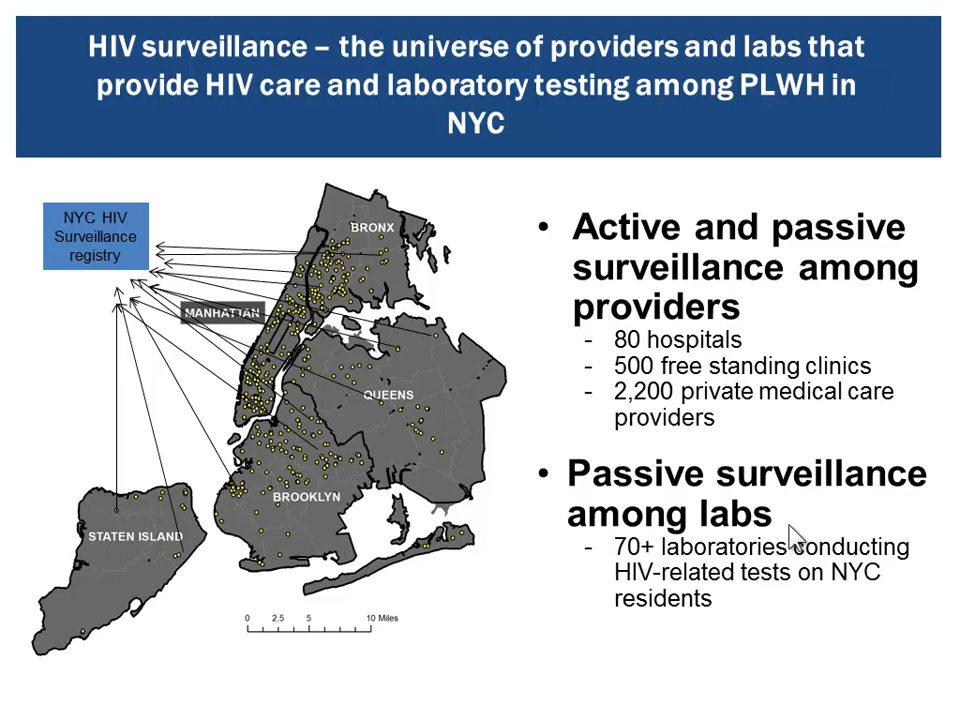 HIV surveillance – the universe of providers and labs that
provide HIV care and laboratory testing among PLWH in
NYC
NYC HIV
Surveillance
registry
BRONX
MANHATTAN
QUEENS
BROOKLYN
STATEN ISLAND
0 2.5 5 10 Miles
• Active and passive
surveillance among
providers
- 80 hospitals
- 500 free standing clinics
- 2,200 private medical care
providers
• Passive surveillance
among labs
- 70+ laboratories conducting
HIV-related tests on NYC
residents